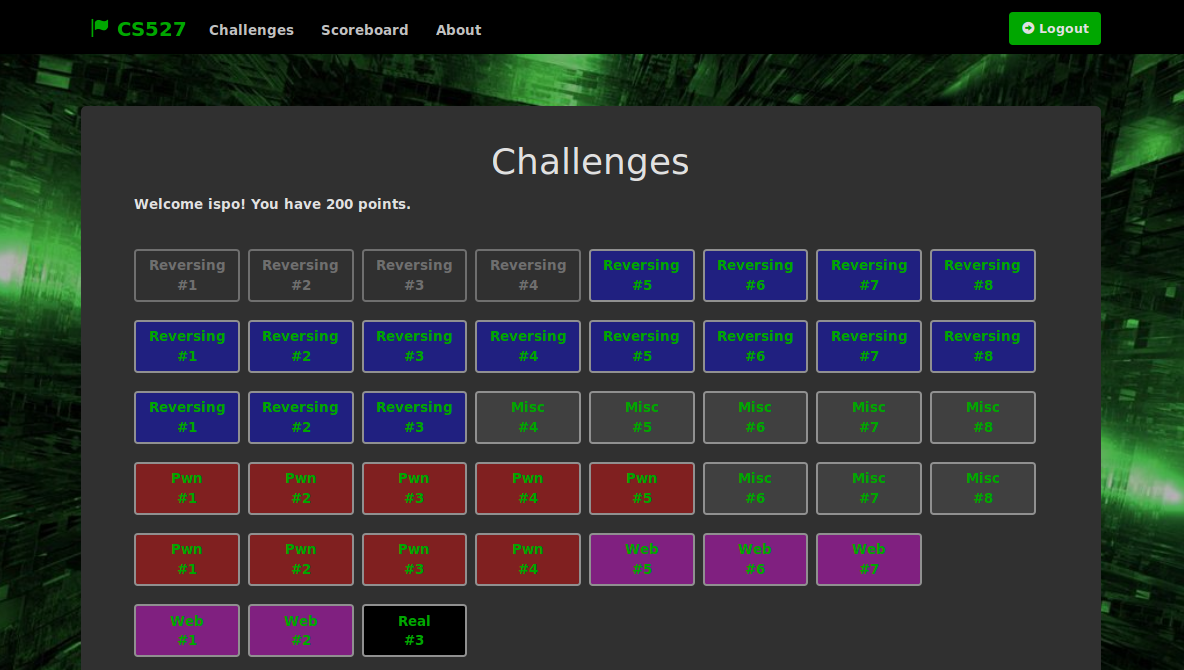 CS527 Challenges Scoreboard About Logout
Challenges
Welcome ispo! You have 200 points.
Reversing Reversing Reversing Reversing Reversing Reversing Reversing Reversing
#1 #2 #3 #4 #5 #6 #7 #8
Reversing Reversing Reversing Reversing Reversing Reversing Reversing Reversing
#1 #2 #3 #4 #5 #6 #7 #8
Reversing Reversing Reversing Misc Misc Misc Misc Misc
#1 #2 #3 #4 #5 #6 #7 #8
Pwn Pwn Pwn Pwn Pwn Misc Misc Misc
#1 #2 #3 #4 #5 #6 #7 #8
Pwn Pwn Pwn Pwn Web Web Web
#1 #2 #3 #4 #5 #6 #7
Web Web Real
#1 #2 #3